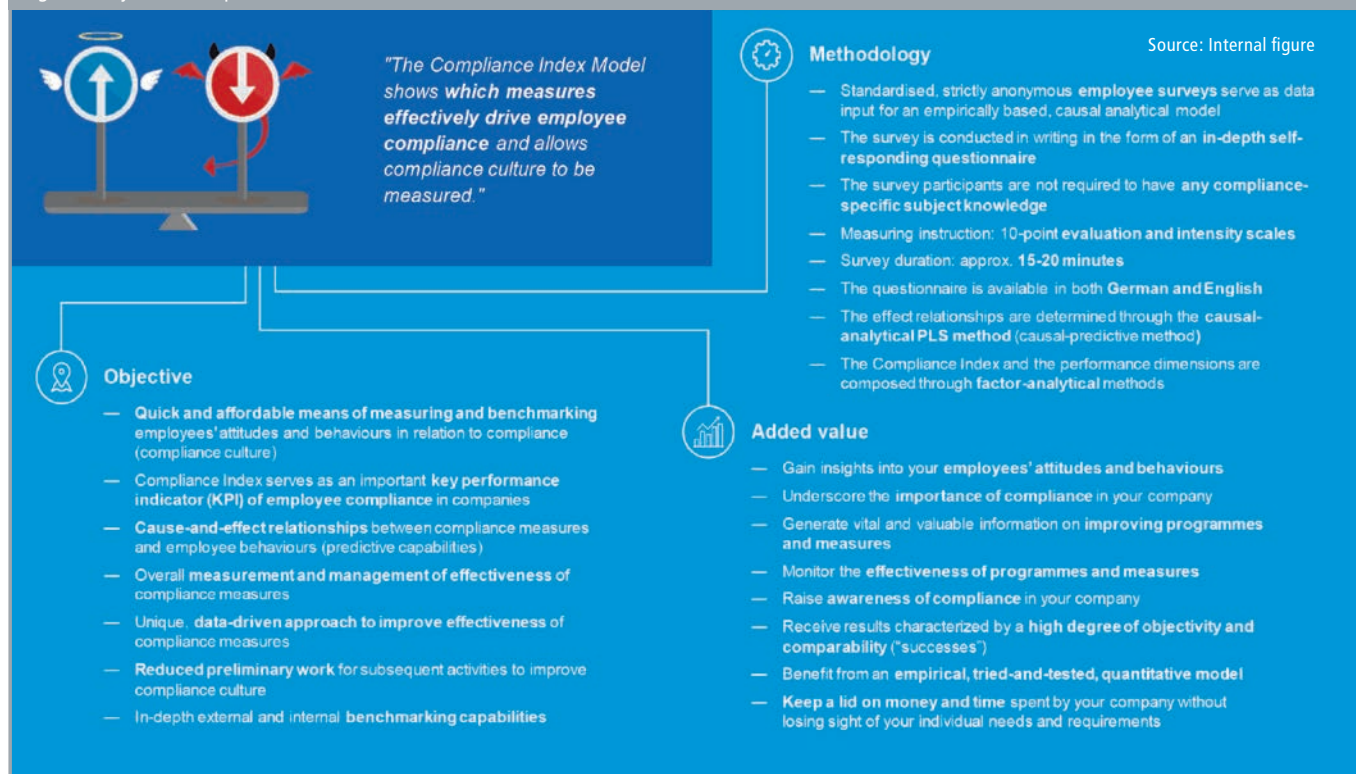 "The Compliance Index Model
shows which measures
effectively drive employee
compliance and allows
compliance culture to be
measured."
Source: Internal figure
Methodology
— Standardised, strictly anonymous employee surveys serve as data
input for an empirically based, causal analytical model
— The survey is conducted in writing in the form of an in-depth self-
responding questionnaire
— The survey participants are not required to have any compliance-
specific subject knowledge
— Measuring instruction: 10-point evaluation and intensity scales
— Survey duration: approx. 15-20 minutes
— The questionnaire is available in both German and English
— The effect relationships are determined through the causal-
analytical PLS method (causal-predictive method)
— The Compliance Index and the performance dimensions are
composed through factor-analytical methods
Objective
— Quick and affordable means of measuring and benchmarking
employees' attitudes and behaviours in relation to compliance
(compliance culture)
— Compliance Index serves as an important key performance
indicator (KPI) of employee compliance in companies
— Cause-and-effect relationships between compliance measures
and employee behaviours (predictive capabilities)
— Overall measurement and management of effectiveness of
compliance measures
— Unique, data-driven approach to improve effectiveness of
compliance measures
— Reduced preliminary work for subsequent activities to improve
compliance culture
— In-depth external and internal benchmarking capabilities
Added value
— Gain insights into your employees' attitudes and behaviours
— Underscore the importance of compliance in your company
— Generate vital and valuable information on improving programmes
and measures
— Monitor the effectiveness of programmes and measures
— Raise awareness of compliance in your company
— Receive results characterized by a high degree of objectivity and
comparability ("successes")
— Benefit from an empirical, tried-and-tested, quantitative model
— Keep a lid on money and time spent by your company without
losing sight of your individual needs and requirements